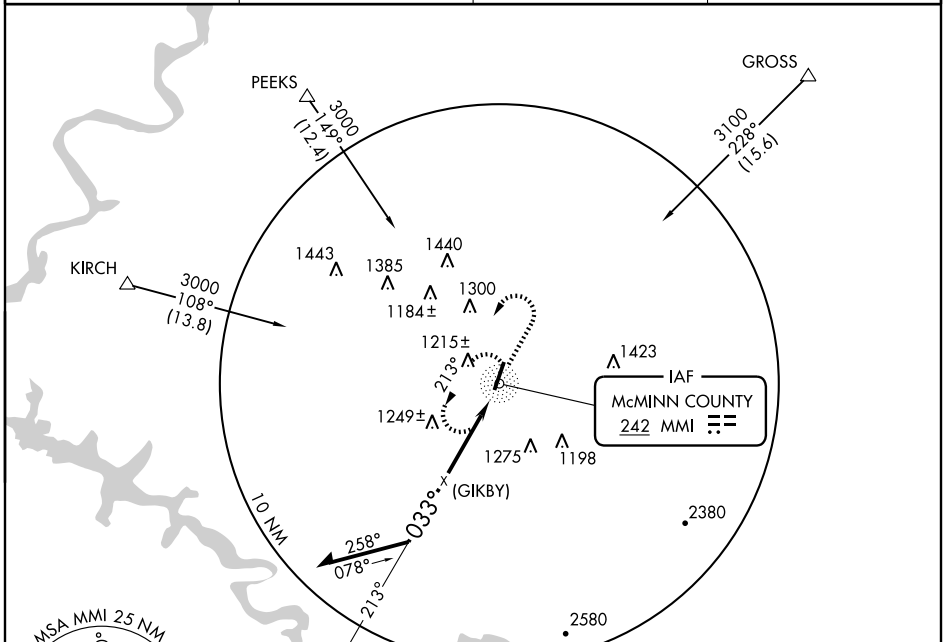 GROSS
PEEKS
3000
149°
(12.4)
3100
228°
(15.6)
1443
1440
1385
KIRCH
3000
108°
(13.8)
1184±
1300
1215±
1423
213°
IAF
McMINN COUNTY
242 MMI
1249±
1275
1198
(GIKBY)
033°
10 NM
2380
258°
078°
213°
MSA MMI 25 NM
2580